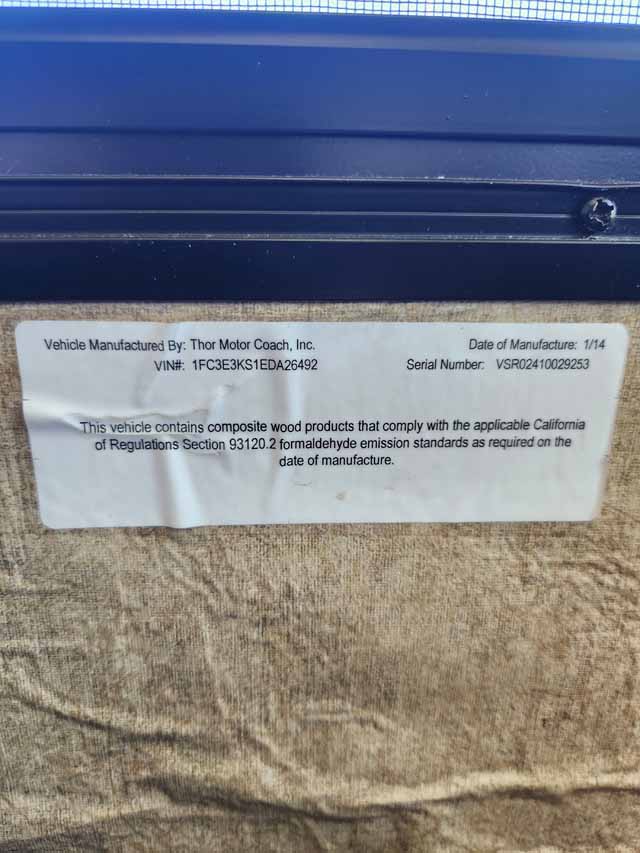 Vehicle Manufactured By: Thor Motor Coach, Inc. Date of Manufacture: 1/14
VIN#: 1FC3E3KS1EDA26492 Serial Number: VSR02410029253
This vehicle contains composite wood products that comply with the applicable California
of Regulations Section 93120.2 formaldehyde emission standards as required on the
date of manufacture.